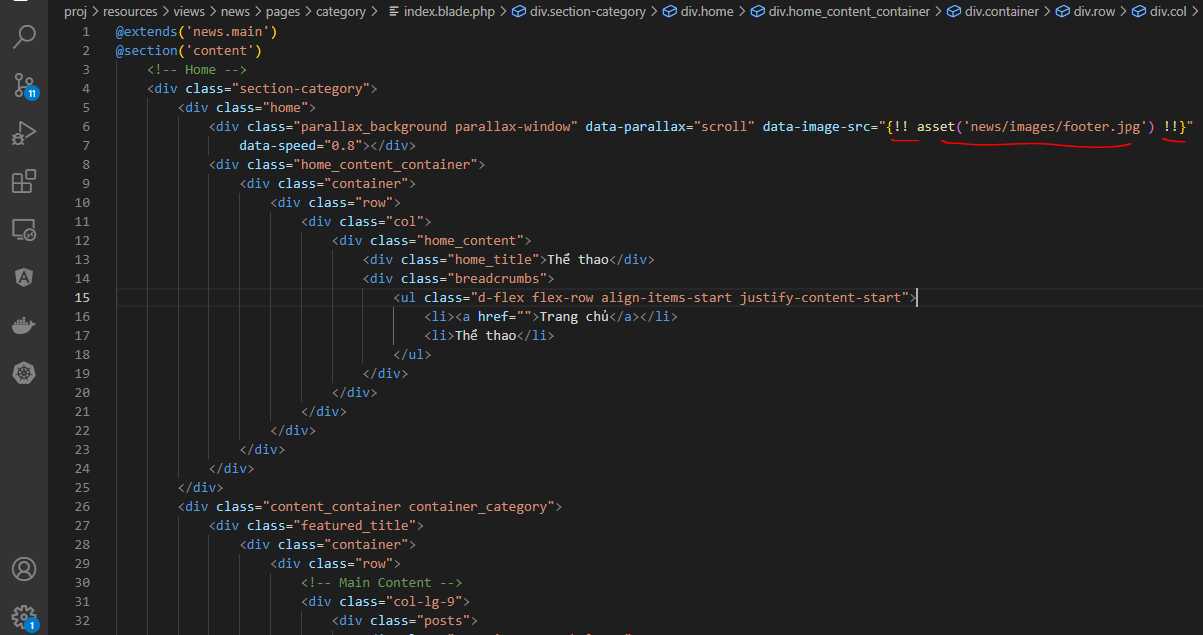 proj > resources > views > news > pages > category > index.blade.php > div.section-category > div.home > div.home_content_container > div.container > div.row > div.col >
1 @extends('news.main')
2 @section('content')
3 <!-- Home -->
4 <div class="section-category">
5 <div class="home">
6 <div class="parallax_background parallax-window" data-parallax="scroll" data-image-src="{!! asset('news/images/footer.jpg') !!}"
7 data-speed="0.8"></div>
8 <div class="home_content_container">
9 <div class="container">
10 <div class="row">
11 <div class="col">
12 <div class="home_content">
13 <div class="home_title">Thể thao</div>
14 <div class="breadcrumbs">
15 <ul class="d-flex flex-row align-items-start justify-content-start">
16 <li><a href="">Trang chủ</a></li>
17 <li>Thể thao</li>
18 </ul>
19 </div>
20 </div>
21 </div>
22 </div>
23 </div>
24 </div>
25 </div>
26 <div class="content_container container_category">
27 <div class="featured_title">
28 <div class="container">
29 <div class="row">
30 <!-- Main Content -->
31 <div class="col-lg-9">
32 <div class="posts">
11
1